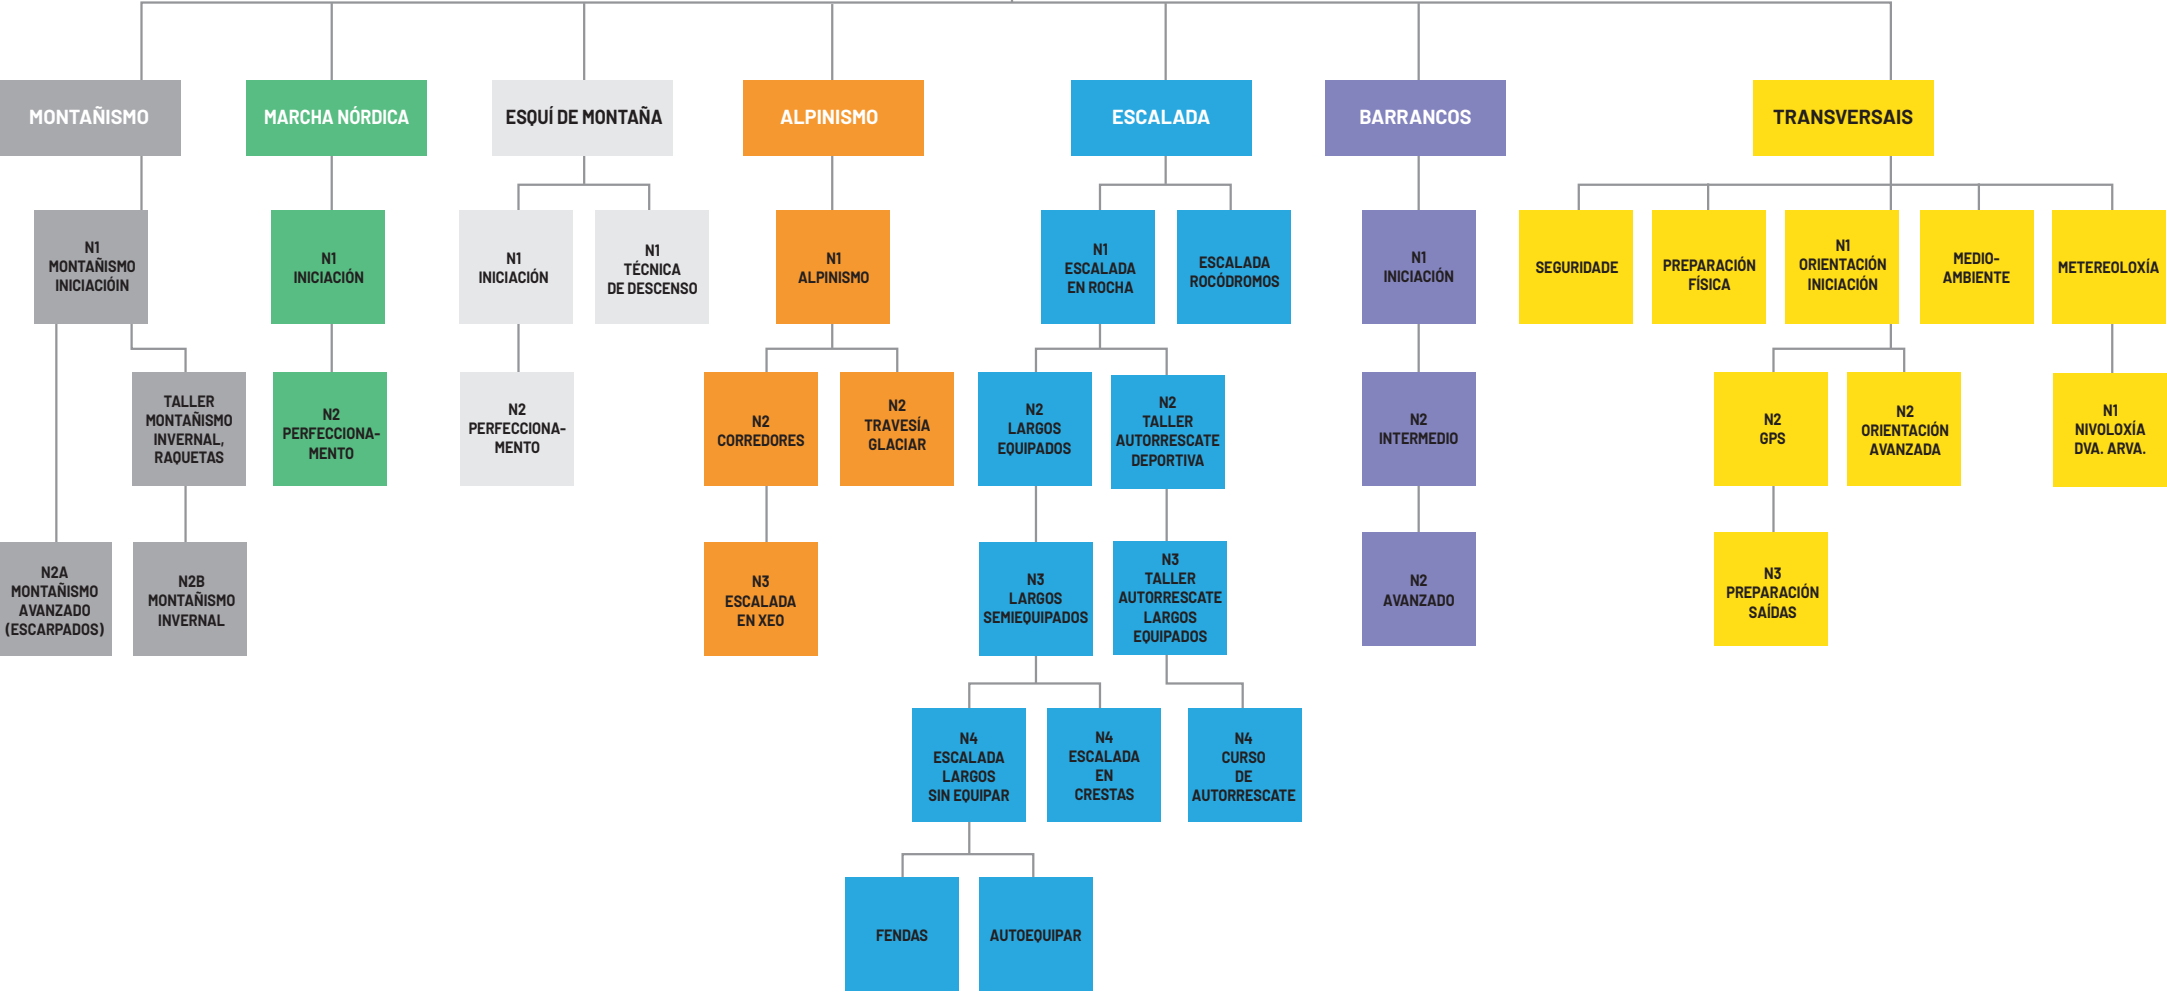 MONTAÑISMO
MARCHA NÓRDICA
ESQUÍ DE MONTAÑA
ALPINISMO
ESCALADA
BARRANCOS
TRANSVERSAIS
N1
MONTAÑISMO
INICIACIÓIN
N1
INICIACIÓN
N1
INICIACIÓN
N1
TÉCNICA
DE DESCENSO
N1
ALPINISMO
N1
ESCALADA
EN ROCHA
ESCALADA
ROCÓDROMOS
N1
INICIACIÓN
SEGURIDADE
PREPARACIÓN
FÍSICA
N1
ORIENTACIÓN
INICIACIÓN
MEDIO-
AMBIENTE
METEREOLOXÍA
TALLER
MONTAÑISMO
INVERNAL,
RAQUETAS
N2
PERFECCIONA-
MENTO
N2
PERFECCIONA-
MENTO
N2
CORREDORES
N2
TRAVESÍA
GLACIAR
N2
LARGOS
EQUIPADOS
N2
TALLER
AUTORRESCATE
DEPORTIVA
N2
INTERMEDIO
N2
GPS
N2
ORIENTACIÓN
AVANZADA
N1
NIVOLOXÍA
DVA. ARVA.
N2A
MONTAÑISMO
AVANZADO
(ESCARPADOS)
N2B
MONTAÑISMO
INVERNAL
N3
ESCALADA
EN XEO
N3
LARGOS
SEMIEQUIPADOS
N3
TALLER
AUTORRESCATE
LARGOS
EQUIPADOS
N2
AVANZADO
N3
PREPARACIÓN
SAÍDAS
N4
ESCALADA
LARGOS
SIN EQUIPAR
N4
ESCALADA
EN
CRESTAS
N4
CURSO
DE
AUTORRESCATE
FENDAS
AUTOEQUIPAR